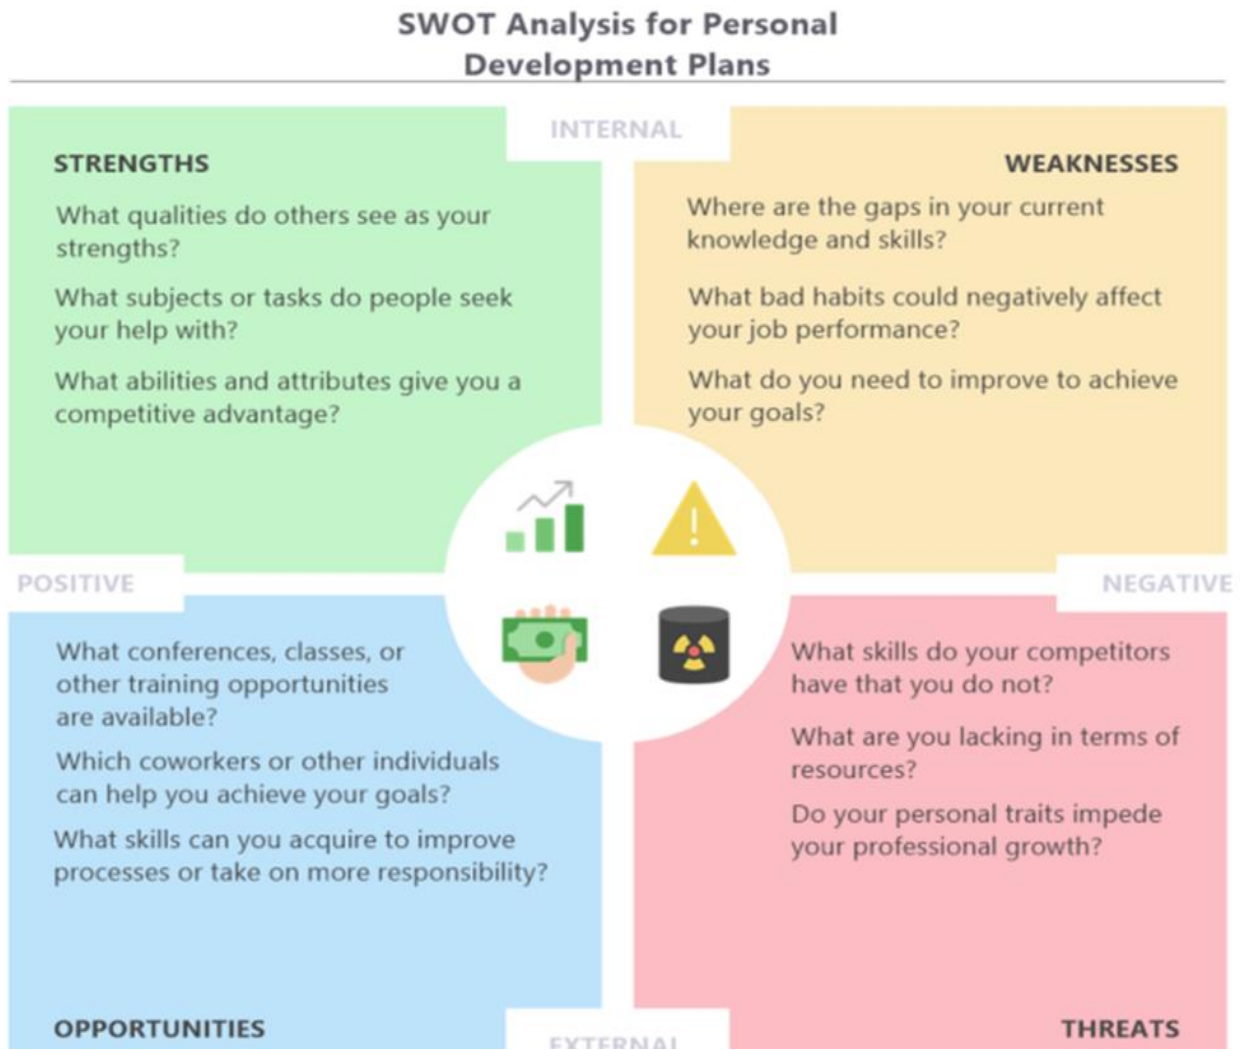 SWOT Analysis for Personal
Development Plans
INTERNAL
STRENGTHS
What qualities do others see as your
strengths?
What subjects or tasks do people seek
your help with?
What abilities and attributes give you a
competitive advantage?
WEAKNESSES
Where are the gaps in your current
knowledge and skills?
What bad habits could negatively affect
your job performance?
What do you need to improve to achieve
your goals?
POSITIVE
NEGATIVE
What conferences, classes, or
other training opportunities
are available?
Which coworkers or other individuals
can help you achieve your goals?
What skills can you acquire to improve
processes or take on more responsibility?
OPPORTUNITIES
What skills do your competitors
have that you do not?
What are you lacking in terms of
resources?
Do your personal traits impede
your professional growth?
THREATS
EXTERNAL